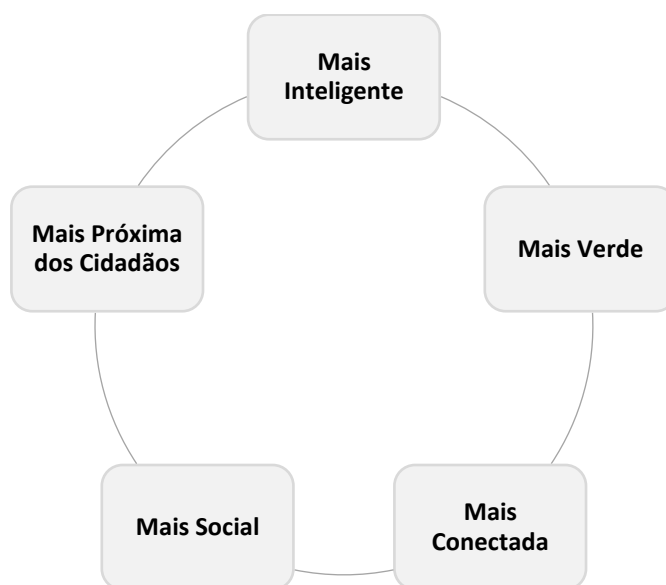 Mais
Inteligente
Mais Próxima
dos Cidadãos
Mais Verde
Mais Social
Mais
Conectada